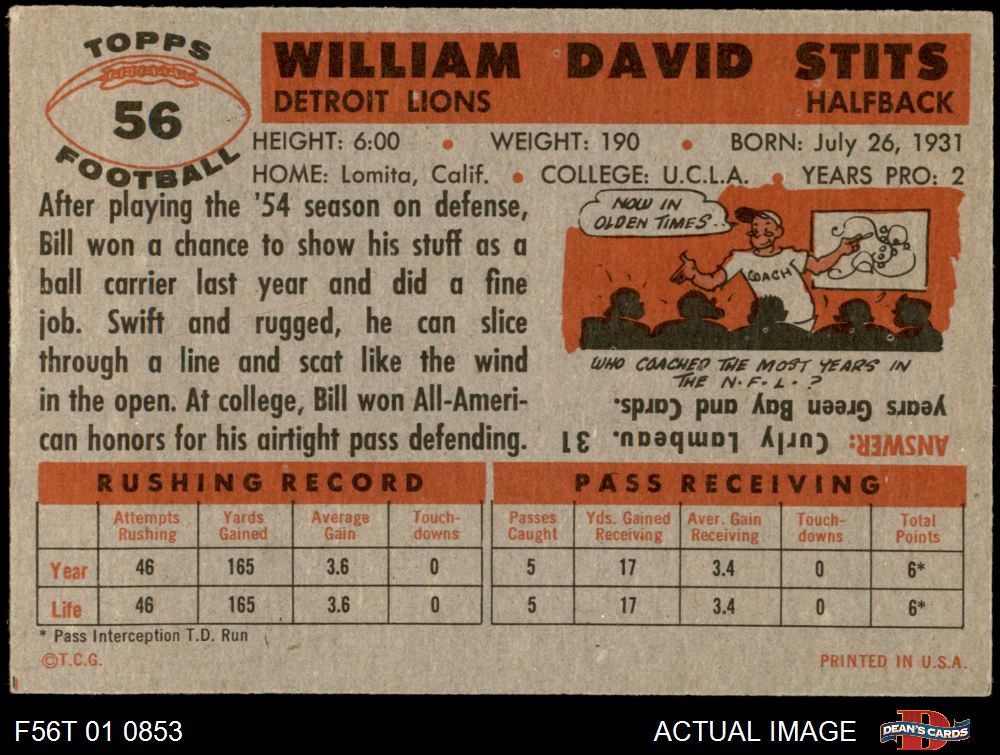 TOPPS
56
FOOTBALL
WILLIAM DAVID STITS
DETROIT LIONS HALFBACK
HEIGHT: 6:00 • WEIGHT: 190 • BORN: July 26, 1931
HOME: Lomita, Calif. • COLLEGE: U.C.L.A. • YEARS PRO: 2
After playing the '54 season on defense,
Bill won a chance to show his stuff as a
ball carrier last year and did a fine
job. Swift and rugged, he can slice
through a line and scat like the wind
in the open. At college, Bill won All-Ameri-
can honors for his airtight pass defending.
NOW IN
OLDEN TIMES..
COACH
WHO COACHED THE MOST YEARS IN
THE N.F.L.?
ANSWER: Curly Lambeau. 31
years Green Bay and Cards.
RUSHING RECORD
Attempts Rushing Yards Gained Average Gain Touch-downs
Year 46 165 3.6 0
Life 46 165 3.6 0
PASS RECEIVING
Passes Caught Yds. Gained Receiving Aver. Gain Receiving Touch-downs Total Points
5 17 3.4 0 6*
5 17 3.4 0 6*
* Pass Interception T.D. Run
©T.C.G. PRINTED IN U.S.A.
F56T 01 0853 ACTUAL IMAGE DEAN'S CARDS